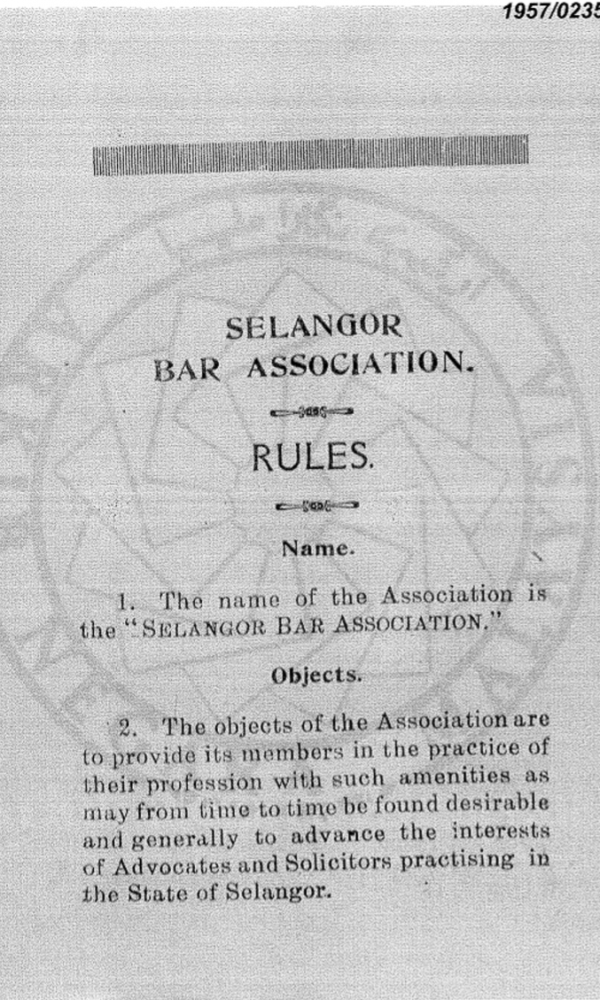 1957/0235
SELANGOR
BAR ASSOCIATION.
RULES.
Name.
1. The name of the Association is
the "SELANGOR BAR ASSOCIATION."
Objects.
2. The objects of the Association are
to provide its members in the practice of
their profession with such amenities as
may from time to time be found desirable
and generally to advance the interests
of Advocates and Solicitors practising in
the State of Selangor.